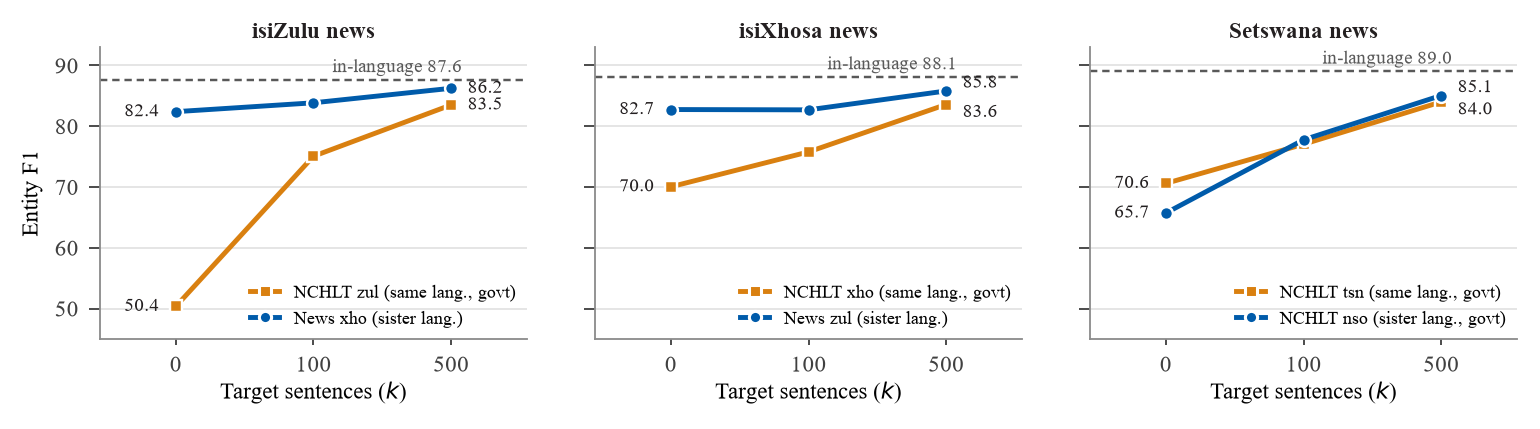 isiZulu news
Entity F1
90
80
70
60
50
in-language 87.6
82.4
86.2
83.5
50.4
NCHLT zul (same lang., govt)
News xho (sister lang.)
0 100 500
Target sentences (k)
isiXhosa news
in-language 88.1
82.7
85.8
83.6
70.0
NCHLT xho (same lang., govt)
News zul (sister lang.)
0 100 500
Target sentences (k)
Setswana news
in-language 89.0
85.1
84.0
70.6
65.7
NCHLT tsn (same lang., govt)
NCHLT nso (sister lang., govt)
0 100 500
Target sentences (k)